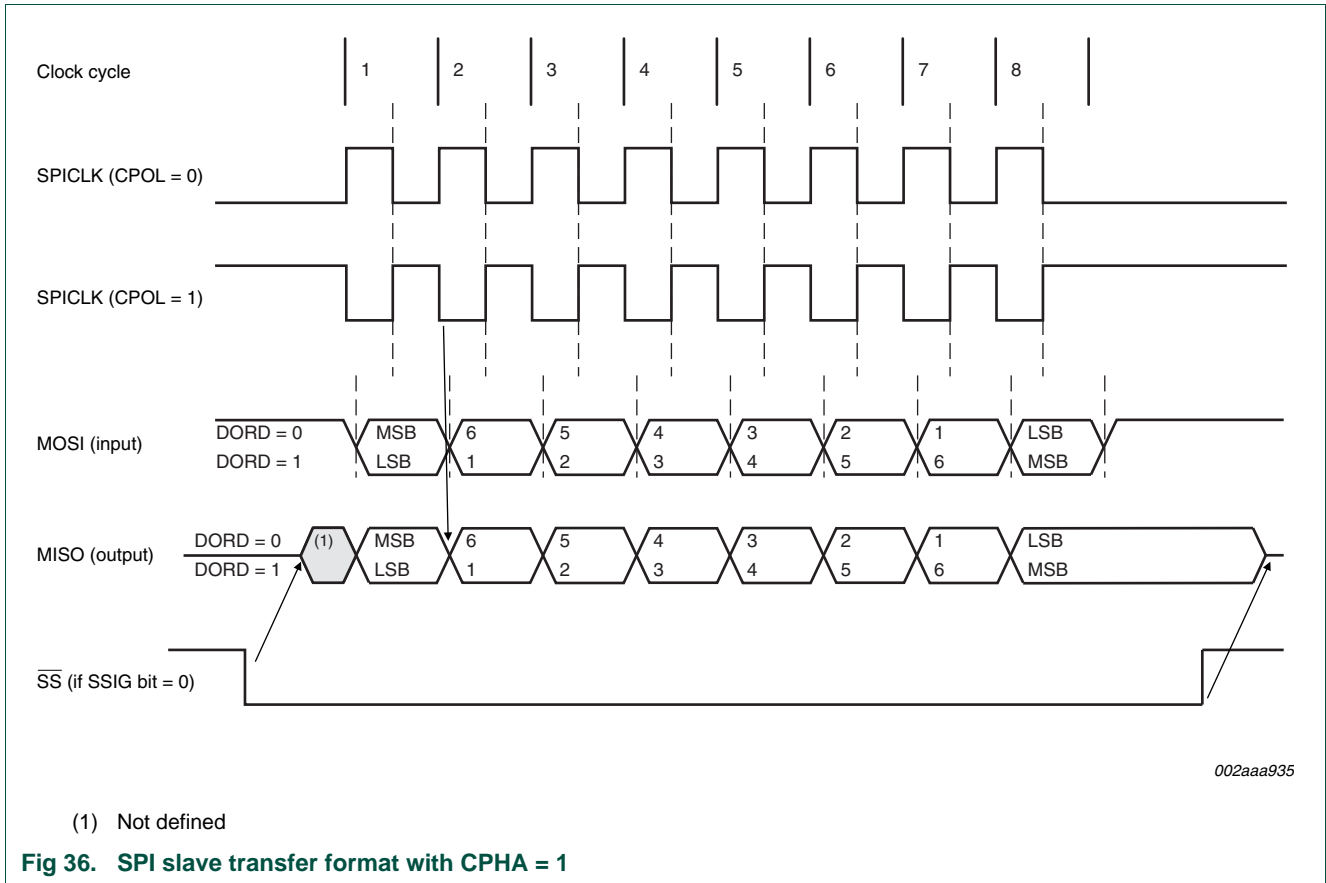 Clock cycle 1 2 3 4 5 6 7 8
SPICLK (CPOL = 0)
SPICLK (CPOL = 1)
MOSI (input)
DORD = 0 MSB 6 5 4 3 2 1 LSB
DORD = 1 LSB 1 2 3 4 5 6 MSB
MISO (output)
DORD = 0 (1) MSB 6 5 4 3 2 1 LSB
DORD = 1 LSB 1 2 3 4 5 6 MSB
S̅S̅ (if SSIG bit = 0)
002aaa935
(1) Not defined
Fig 36. SPI slave transfer format with CPHA = 1